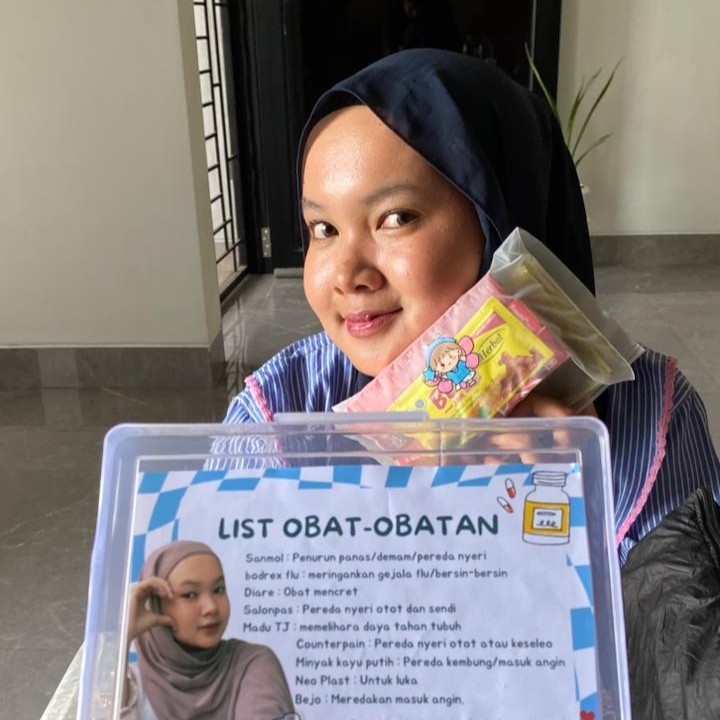 Herbal
LIST OBAT-OBATAN
Sanmol : Penurun panas/demam/pereda nyeri
bodrex flu : meringankan gejala flu/bersin-bersin
Diare : Obat mencret
Salonpas : Pereda nyeri otot dan sendi
Madu TJ : memelihara daya tahan tubuh
Counterpain : Pereda nyeri otot atau keseleo
Minyak kayu putih : Pereda kembung/masuk angin
Neo Plast : Untuk luka
Bejo : Meredakan masuk angin.